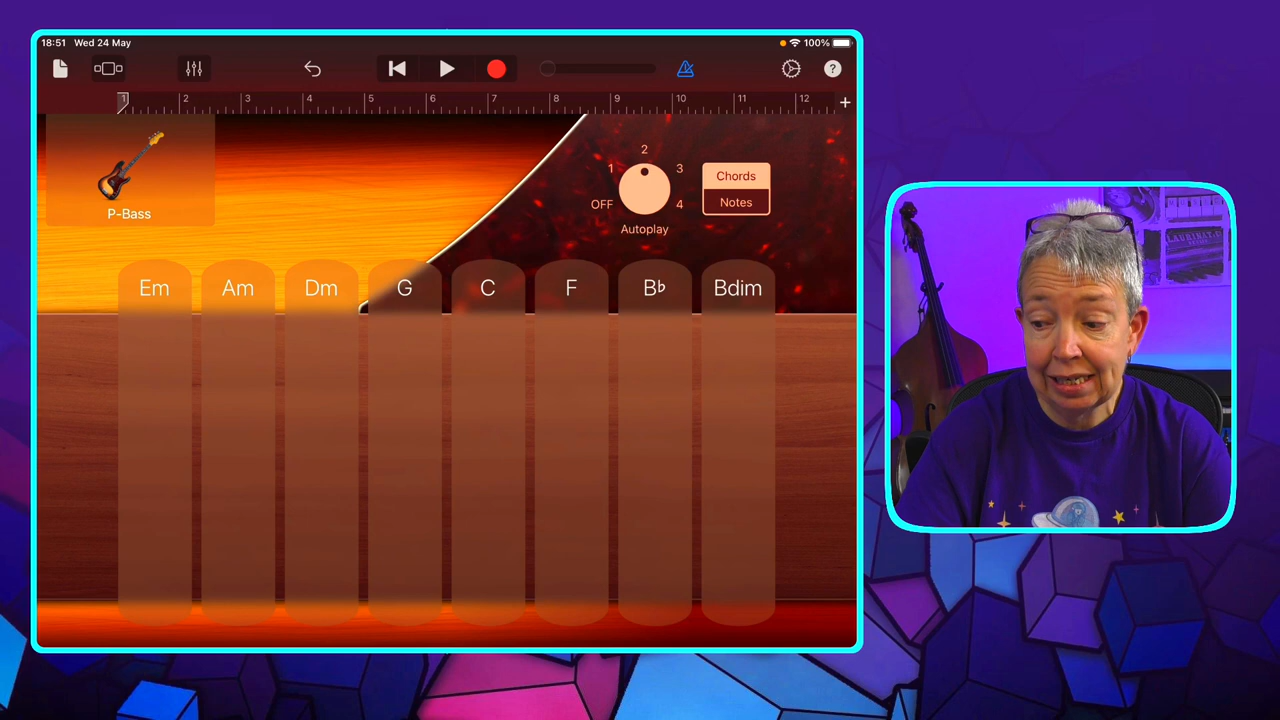 18:51 Wed 24 May
100%
?
1 2 3 4 5 6 7 8 9 10 11 12 +
P-Bass
2
1 3
OFF 4
Autoplay
Chords
Notes
Em Am Dm G C F B♭ Bdim